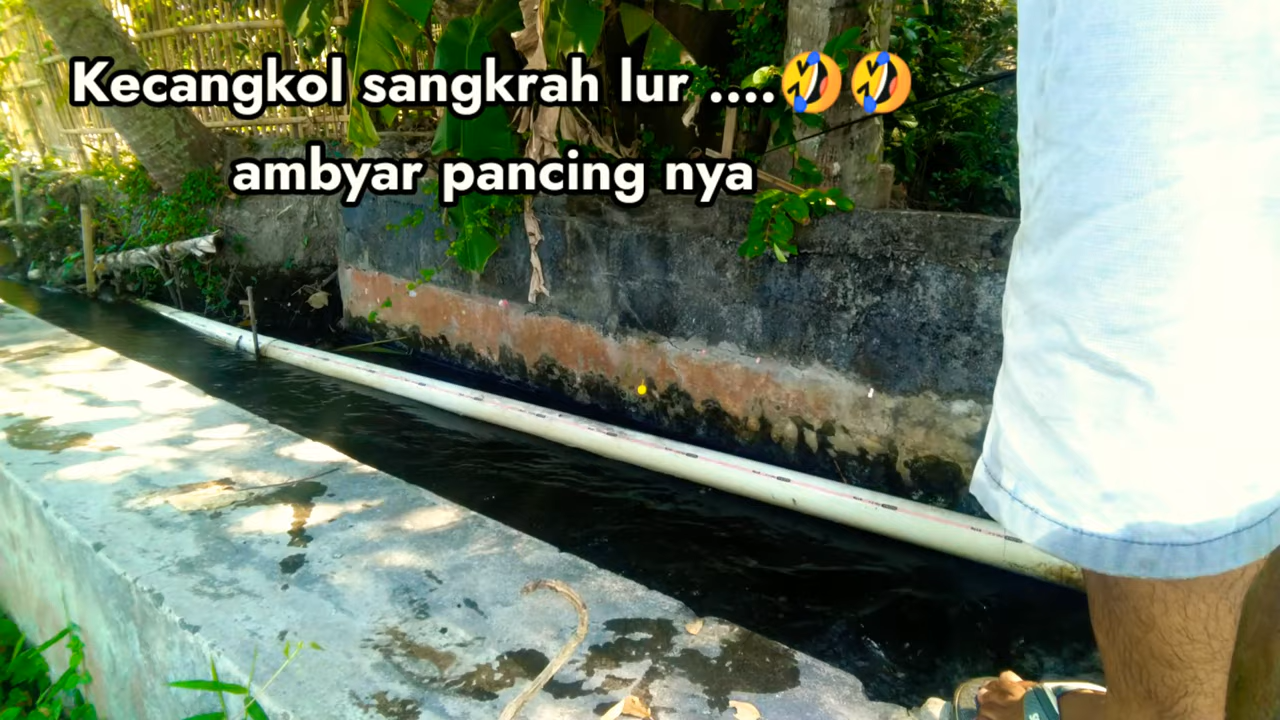 Kecangkol sangkrah lur ....🤣🤣
ambyar pancing nya